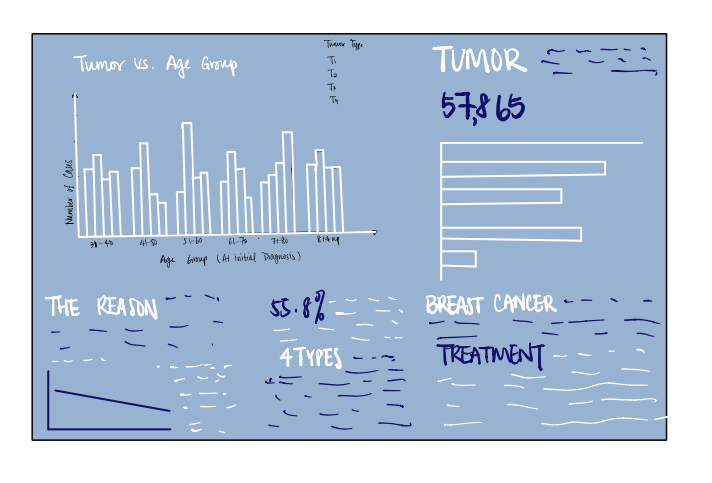 Tumor vs. Age Group
Tumor Type
T1
T2
T3
T4
Number of Cases
30-40
41-50
51-60
61-70
71-80
81+
Age Group (At initial Diagnosis)
TUMOR
57,865
THE REASON
55.8%
4 TYPES
BREAST CANCER
TREATMENT